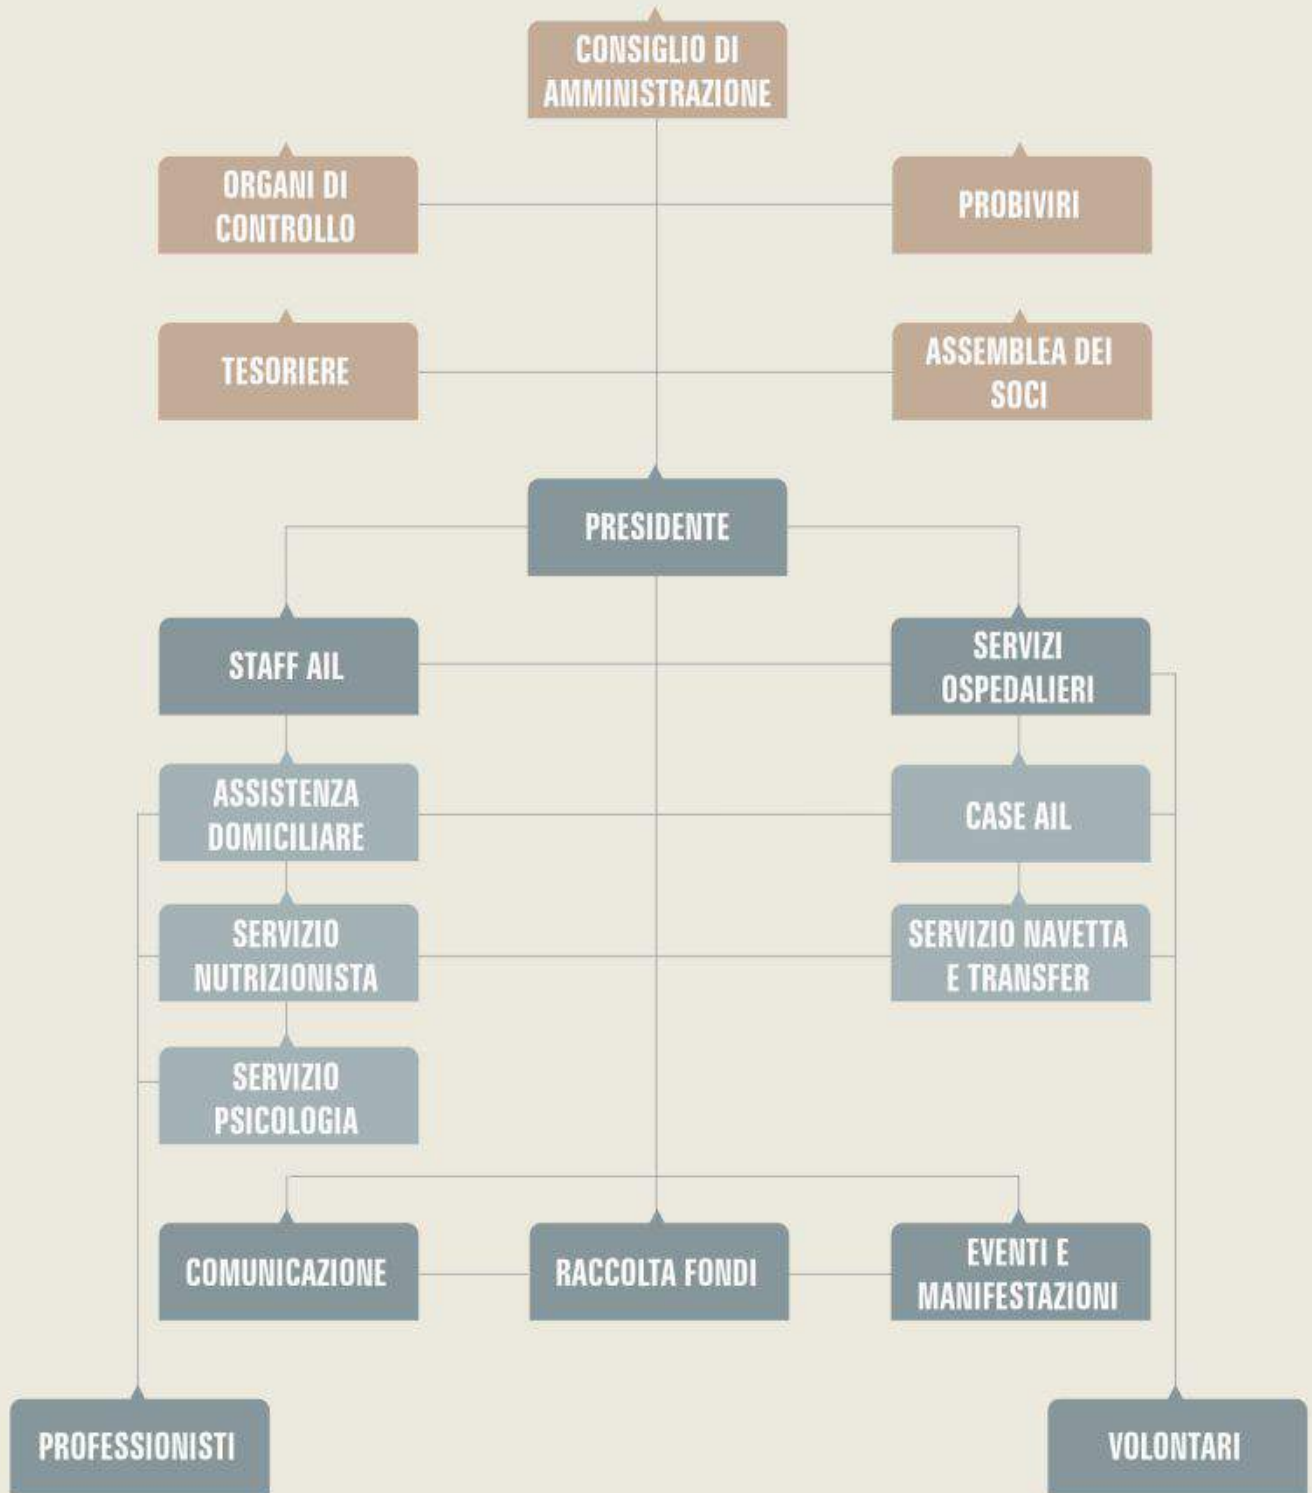 CONSIGLIO DI
AMMINISTRAZIONE
ORGANI DI
CONTROLLO
PROBIVIRI
TESORIERE
ASSEMBLEA DEI
SOCI
PRESIDENTE
STAFF AIL
SERVIZI
OSPEDALIERI
ASSISTENZA
DOMICILIARE
CASE AIL
SERVIZIO
NUTRIZIONISTA
SERVIZIO NAVETTA
E TRANSFER
SERVIZIO
PSICOLOGIA
COMUNICAZIONE
RACCOLTA FONDI
EVENTI E
MANIFESTAZIONI
PROFESSIONISTI
VOLONTARI